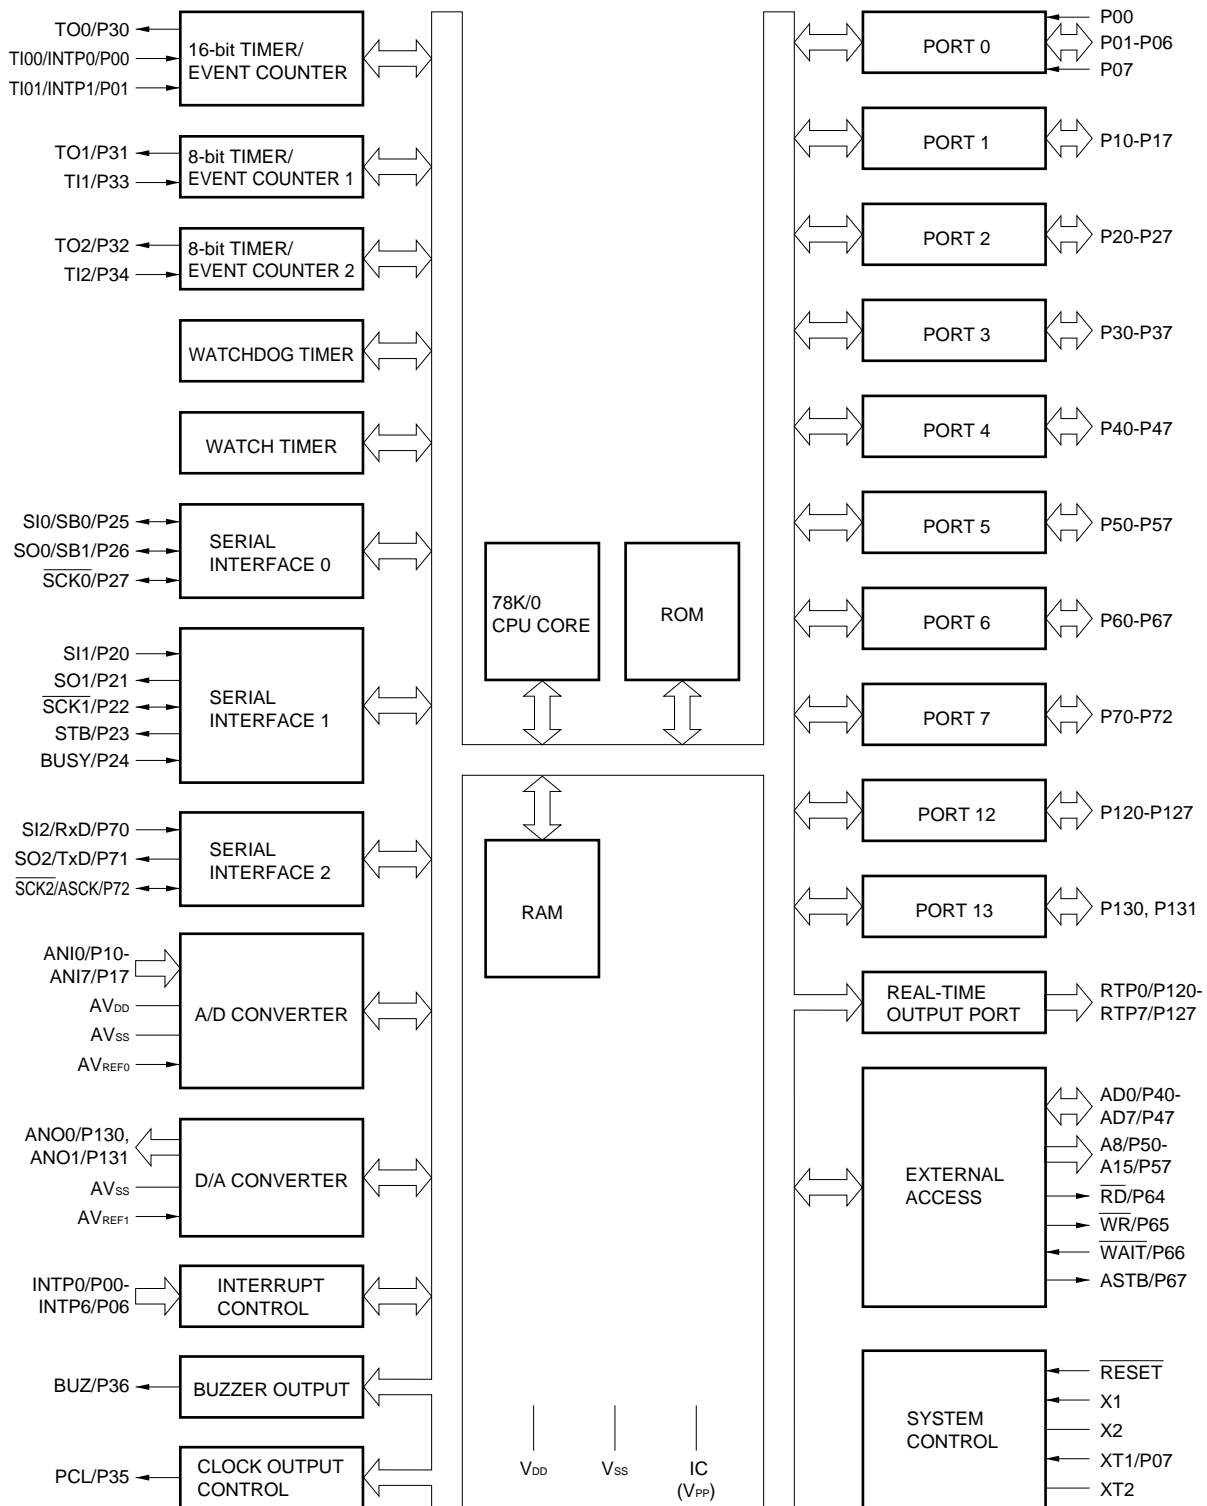 TO0/P30
TI00/INTP0/P00
TI01/INTP1/P01
16-bit TIMER/
EVENT COUNTER
TO1/P31
TI1/P33
8-bit TIMER/
EVENT COUNTER 1
TO2/P32
TI2/P34
8-bit TIMER/
EVENT COUNTER 2
WATCHDOG TIMER
WATCH TIMER
SI0/SB0/P25
SO0/SB1/P26
SCK0/P27
SERIAL
INTERFACE 0
SI1/P20
SO1/P21
SCK1/P22
STB/P23
BUSY/P24
SERIAL
INTERFACE 1
SI2/RxD/P70
SO2/TxD/P71
SCK2/ASCK/P72
SERIAL
INTERFACE 2
ANI0/P10-
ANI7/P17
AVDD
AVSS
AVREF0
A/D CONVERTER
ANO0/P130,
ANO1/P131
AVSS
AVREF1
D/A CONVERTER
INTP0/P00-
INTP6/P06
INTERRUPT
CONTROL
BUZ/P36
BUZZER OUTPUT
PCL/P35
CLOCK OUTPUT
CONTROL
78K/0
CPU CORE
ROM
RAM
VDD
VSS
IC
(VPP)
PORT 0
P00
P01-P06
P07
PORT 1
P10-P17
PORT 2
P20-P27
PORT 3
P30-P37
PORT 4
P40-P47
PORT 5
P50-P57
PORT 6
P60-P67
PORT 7
P70-P72
PORT 12
P120-P127
PORT 13
P130, P131
REAL-TIME
OUTPUT PORT
RTP0/P120-
RTP7/P127
EXTERNAL
ACCESS
AD0/P40-
AD7/P47
A8/P50-
A15/P57
RD/P64
WR/P65
WAIT/P66
ASTB/P67
SYSTEM
CONTROL
RESET
X1
X2
XT1/P07
XT2